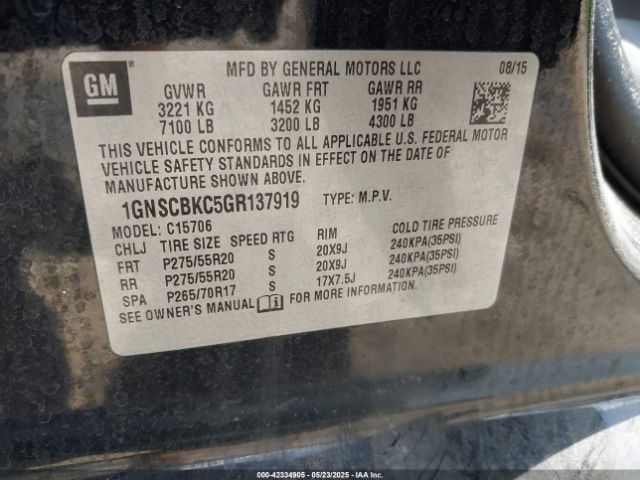 GM ®
MFD BY GENERAL MOTORS LLC 08/15
GVWR GAWR FRT GAWR RR
3221 KG 1452 KG 1951 KG
7100 LB 3200 LB 4300 LB
THIS VEHICLE CONFORMS TO ALL APPLICABLE U.S. FEDERAL MOTOR
VEHICLE SAFETY STANDARDS IN EFFECT ON THE DATE OF
MANUFACTURE SHOWN ABOVE.
1GNSCBKC5GR137919 TYPE: M.P.V.
MODEL: C15706
CHLJ TIRE SIZE SPEED RTG RIM COLD TIRE PRESSURE
FRT P275/55R20 S 20X9J 240KPA(35PSI)
RR P275/55R20 S 20X9J 240KPA(35PSI)
SPA P265/70R17 S 17X7.5J 240KPA(35PSI)
SEE OWNER'S MANUAL FOR MORE INFORMATION.
000-42334905 - 05/23/2025 - IAAI.COM